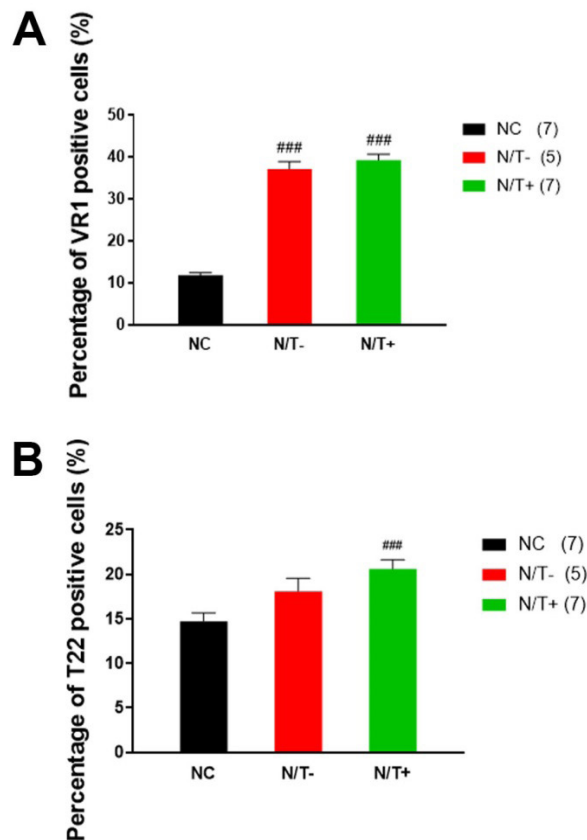 A
Percentage of VR1 positive cells (%)
50
40
30
20
10
0
###
###
NC
N/T-
N/T+
NC (7)
N/T- (5)
N/T+ (7)
B
Percentage of T22 positive cells (%)
25
20
15
10
5
0
###
NC
N/T-
N/T+
NC (7)
N/T- (5)
N/T+ (7)